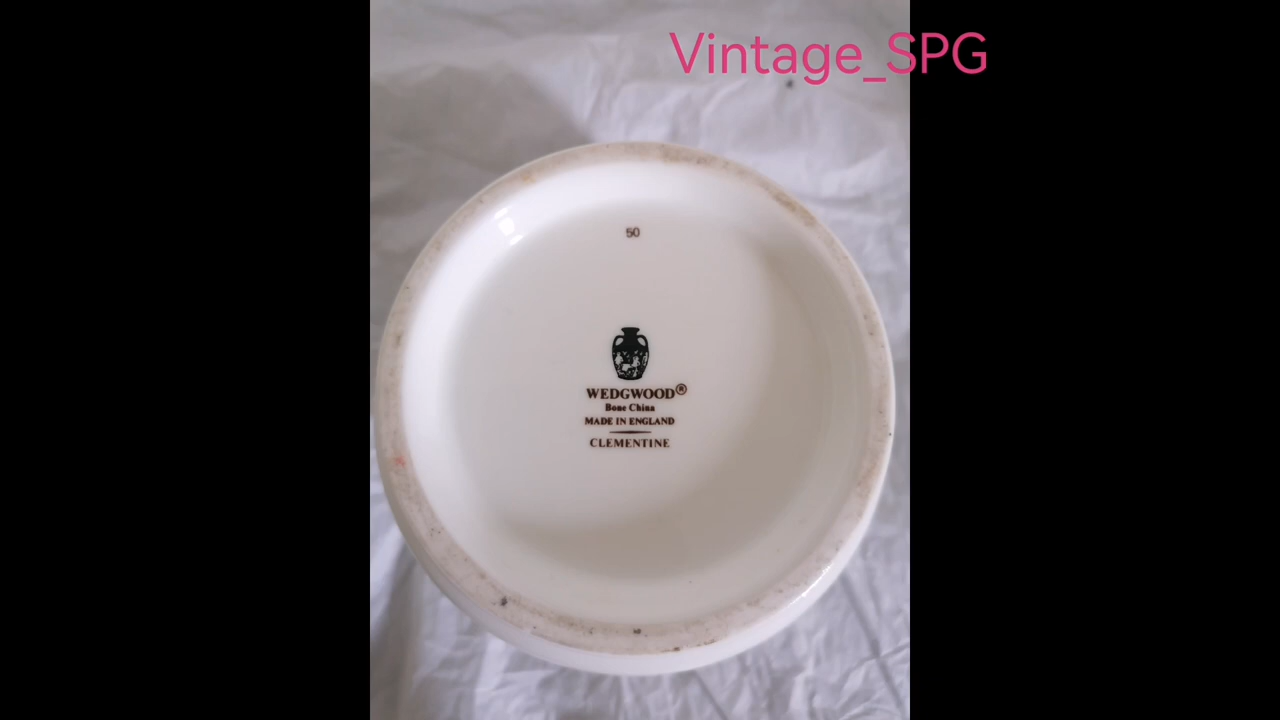 Vintage_SPG
50
WEDGWOOD®
Bone China
MADE IN ENGLAND
CLEMENTINE